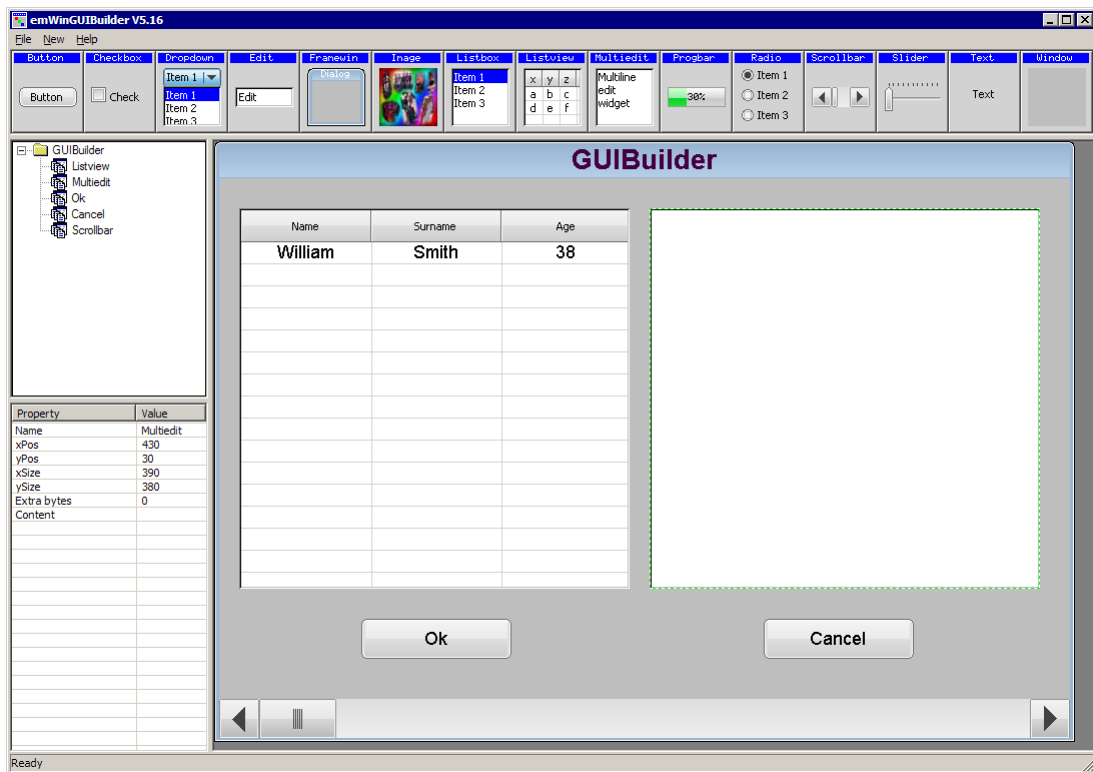 emWinGUIBuilder V5.16
File New Help
Button Checkbox Dropdown Edit Framewin Image Listbox Listview Multiedit Progbar Radio Scrollbar Slider Text Window
Button
Check
Item 1
Item 1
Item 2
Item 3
Edit
Dialog
Item 1
Item 2
Item 3
x y z
a b c
d e f
Multiline
edit
widget
30%
Item 1
Item 2
Item 3
Text
GUIBuilder
Listview
Multiedit
Ok
Cancel
Scrollbar
Property Value
Name Multiedit
xPos 430
yPos 30
xSize 390
ySize 380
Extra bytes 0
Content
GUIBuilder
Name Surname Age
William Smith 38
Ok
Cancel
Ready